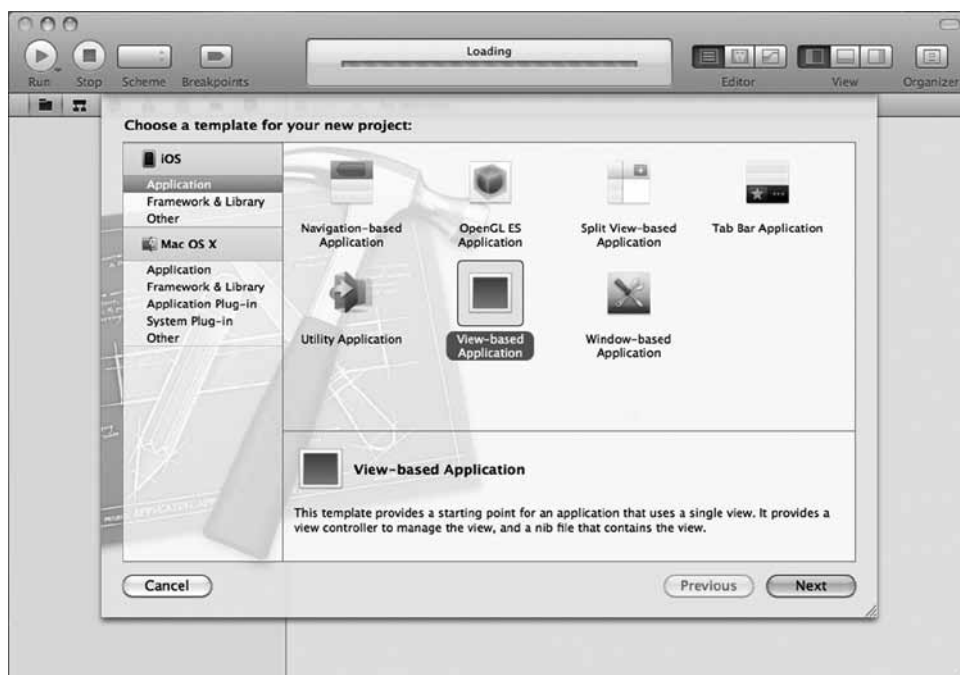 Loading
Run
Stop
Scheme
Breakpoints
Editor
View
Organizer
Choose a template for your new project:
iOS
Application
Framework & Library
Other
Mac OS X
Application
Framework & Library
Application Plug-in
System Plug-in
Other
Navigation-based
Application
OpenGL ES
Application
Split View-based
Application
Tab Bar Application
Utility Application
View-based
Application
Window-based
Application
View-based Application
This template provides a starting point for an application that uses a single view. It provides a
view controller to manage the view, and a nib file that contains the view.
Cancel
Previous
Next